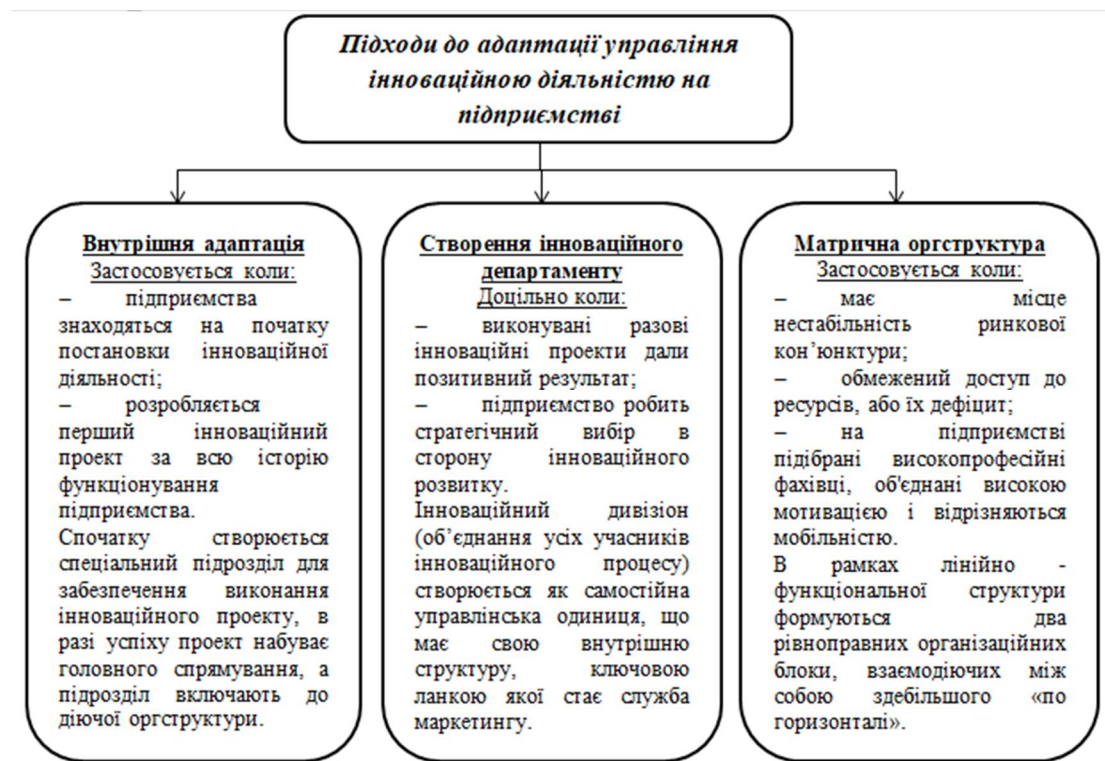 Підходи до адаптації управління
інноваційною діяльністю на
підприємстві
Внутрішня адаптація
Застосовується коли:
– підприємства
знаходяться на початку
постановки інноваційної
діяльності;
– розробляється
перший інноваційний
проект за всю історію
функціонування
підприємства.
Спочатку створюється
спеціальний підрозділ для
забезпечення виконання
інноваційного проекту, в
разі успіху проект набуває
головного спрямування, а
підрозділ включають до
діючої оргструктури.
Створення інноваційного
департаменту
Доцільно коли:
– виконувані разові
інноваційні проекти дали
позитивний результат;
– підприємство робить
стратегічний вибір в
сторону інноваційного
розвитку.
Інноваційний дивізіон
(об’єднання усіх учасників
інноваційного процесу)
створюється як самостійна
управлінська одиниця, що
має свою внутрішню
структуру, ключовою
ланкою якої стає служба
маркетингу.
Матрична оргструктура
Застосовується коли:
– має місце
нестабільність ринкової
кон’юнктури;
– обмежений доступ до
ресурсів, або їх дефіцит;
– на підприємстві
підібрані високопрофесійні
фахівці, об'єднані високою
мотивацією і відрізняються
мобільністю.
В рамках лінійно -
функціональної структури
формуються два
рівноправних організаційних
блоки, взаємодіючих між
собою здебільшого «по
горизонталі».